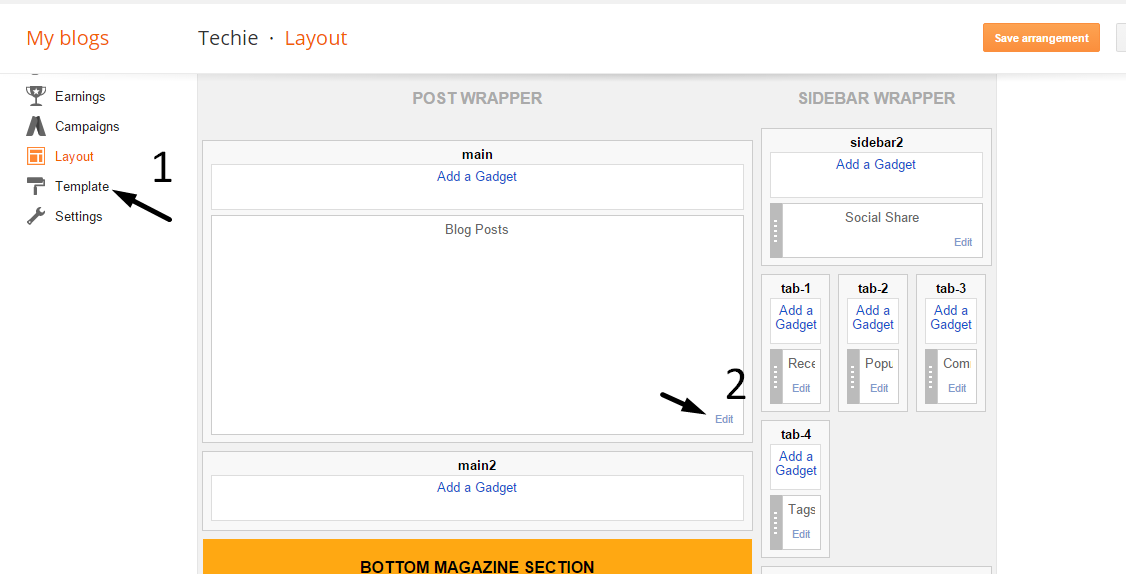 My blogs
Techie · Layout
Save arrangement
Earnings
Campaigns
Layout
Template
Settings
1
POST WRAPPER
main
Add a Gadget
Blog Posts
2
Edit
main2
Add a Gadget
BOTTOM MAGAZINE SECTION
SIDEBAR WRAPPER
sidebar2
Add a Gadget
Social Share
Edit
tab-1
Add a
Gadget
Rece
Edit
tab-2
Add a
Gadget
Popu
Edit
tab-3
Add a
Gadget
Com
Edit
tab-4
Add a
Gadget
Tags
Edit